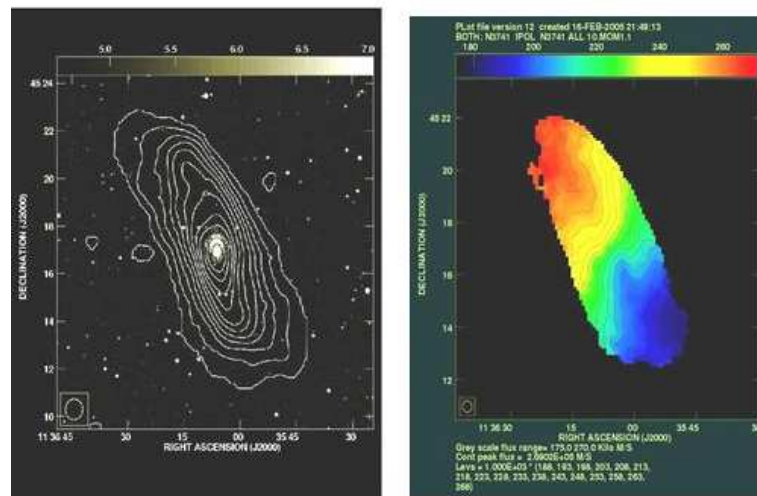 5.0 5.5 6.0 6.5 7.0
45 24
22
20
18
16
14
12
10
DECLINATION (J2000)
11 36 45 30 15 00 35 45 30
RIGHT ASCENSION (J2000)
PLot file version 12 created 16-FEB-2005 21:49:13
BOTH: N3741 IPOL N3741 ALL 10.MOM1.1
180 200 220 240 260
45 22
20
18
16
14
12
DECLINATION (J2000)
11 36 30 15 00 35 45 30
RIGHT ASCENSION (J2000)
Grey scale flux range= 175.0 270.0 Kilo M/S
Cont peak flux = 2.6902E+05 M/S
Levs = 1.000E+03 * (188, 193, 198, 203, 208, 213,
218, 223, 228, 233, 238, 243, 248, 253, 258, 263,
268)